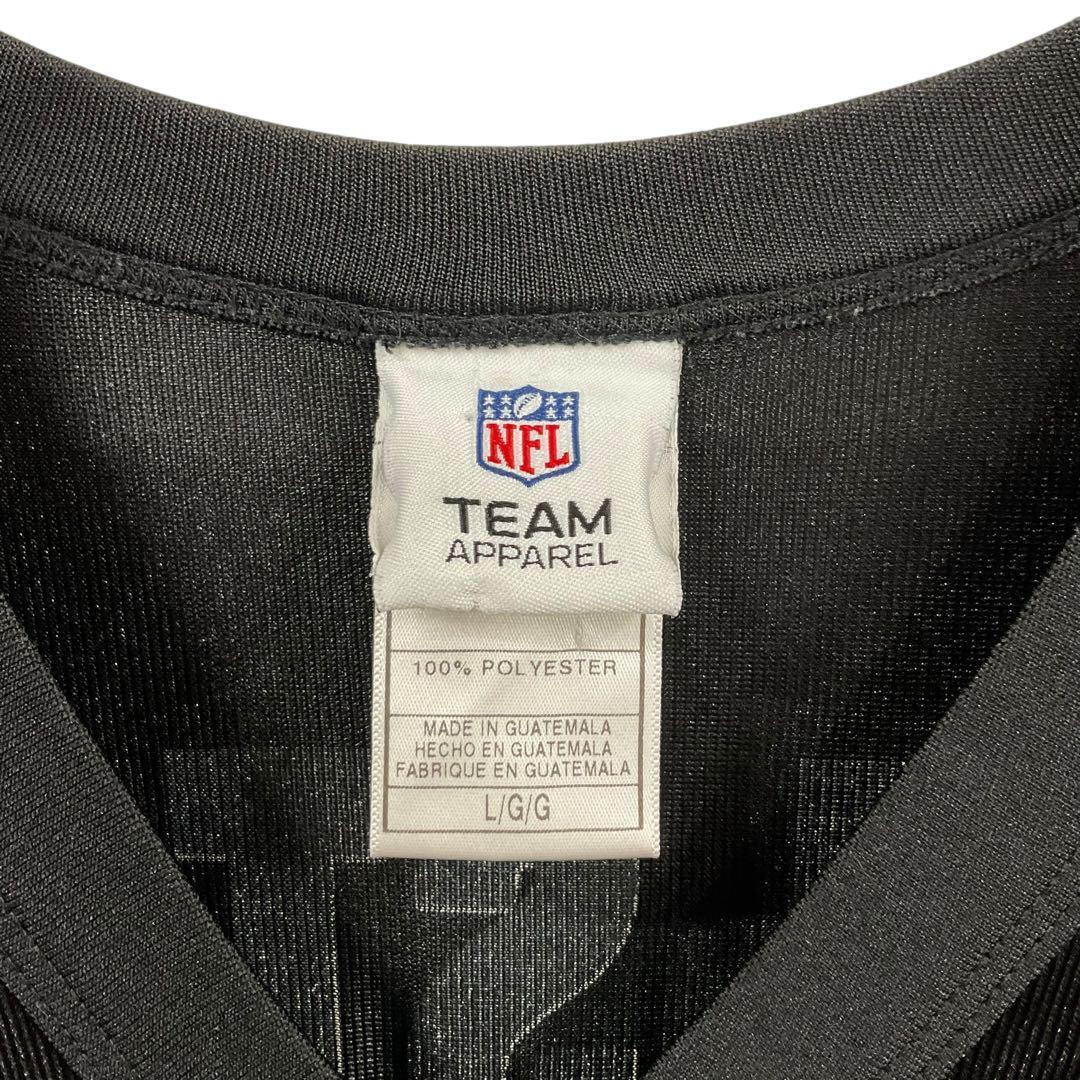 NFL
TEAM
APPAREL
100% POLYESTER
MADE IN GUATEMALA
HECHO EN GUATEMALA
FABRIQUE EN GUATEMALA
L/G/G